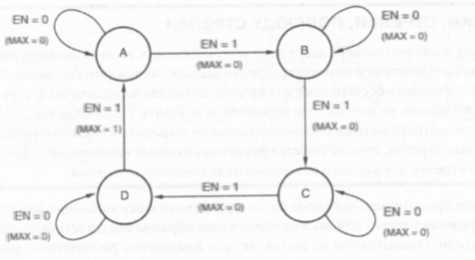 EN = 0
(MAX = 0)
A
EN = 1
(MAX = 0)
B
EN = 0
(MAX = 0)
EN = 1
(MAX = 1)
EN = 1
(MAX = 0)
D
EN = 1
(MAX = 0)
C
EN = 0
(MAX = 0)
EN = 0
(MAX = 0)